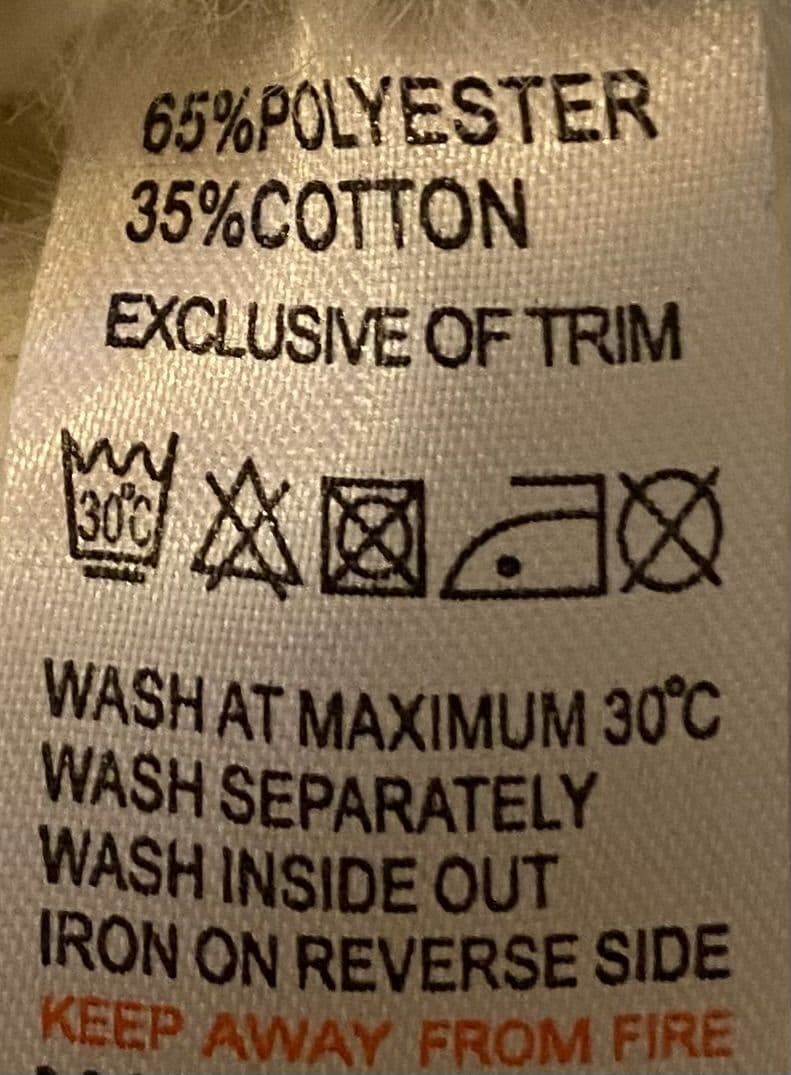 65%POLYESTER
35%COTTON
EXCLUSIVE OF TRIM
30°C
WASH AT MAXIMUM 30°C
WASH SEPARATELY
WASH INSIDE OUT
IRON ON REVERSE SIDE
KEEP AWAY FROM FIRE